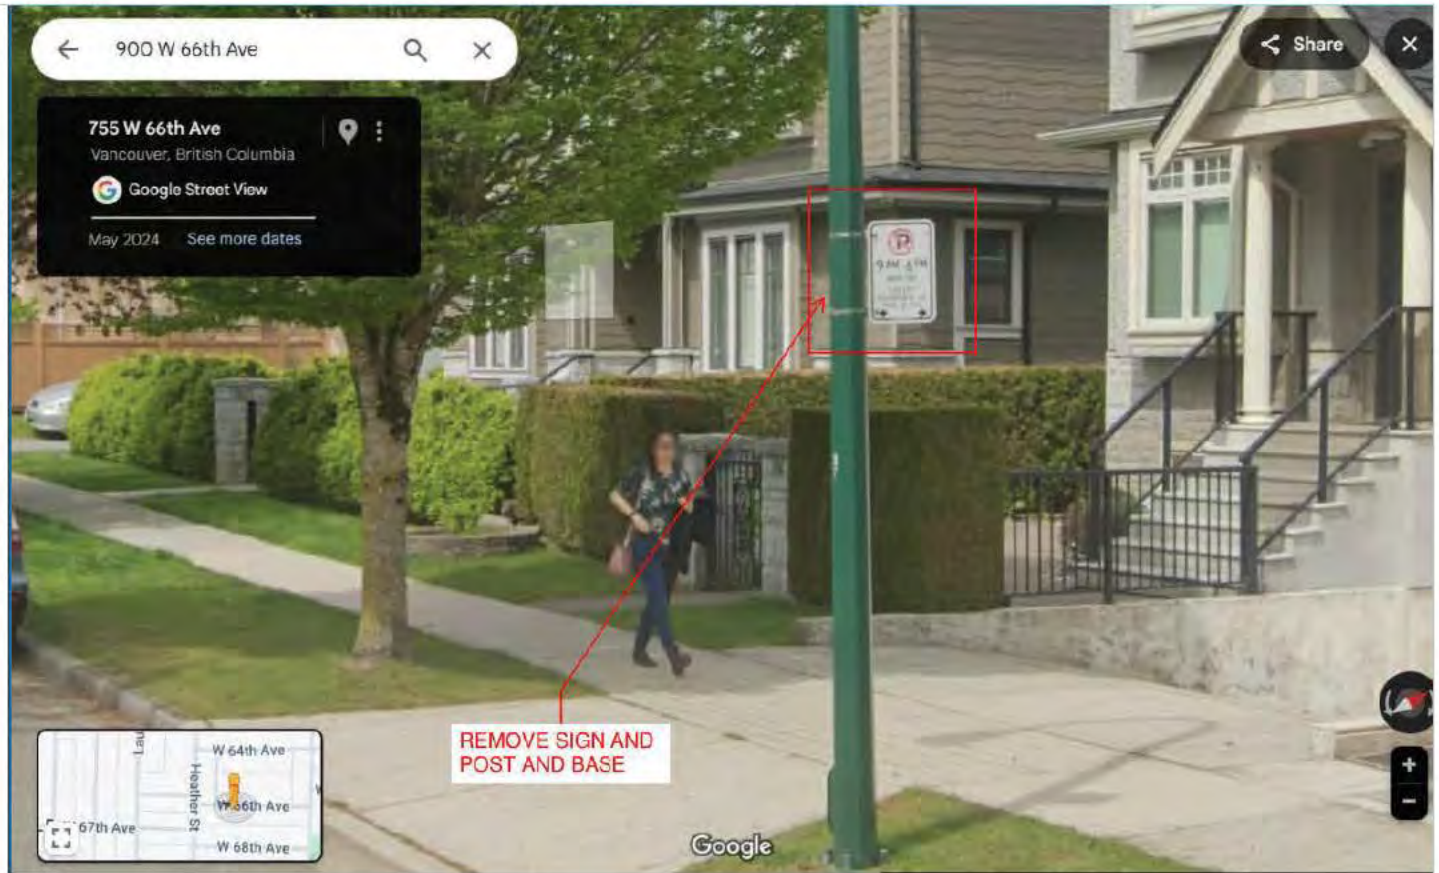 900 W 66th Ave
Share
755 W 66th Ave
Vancouver, British Columbia
Google Street View
May 2024 See more dates
P
REMOVE SIGN AND
POST AND BASE
Lau
W 64th Ave
Heather St
W 66th Ave
67th Ave
W 68th Ave
Google